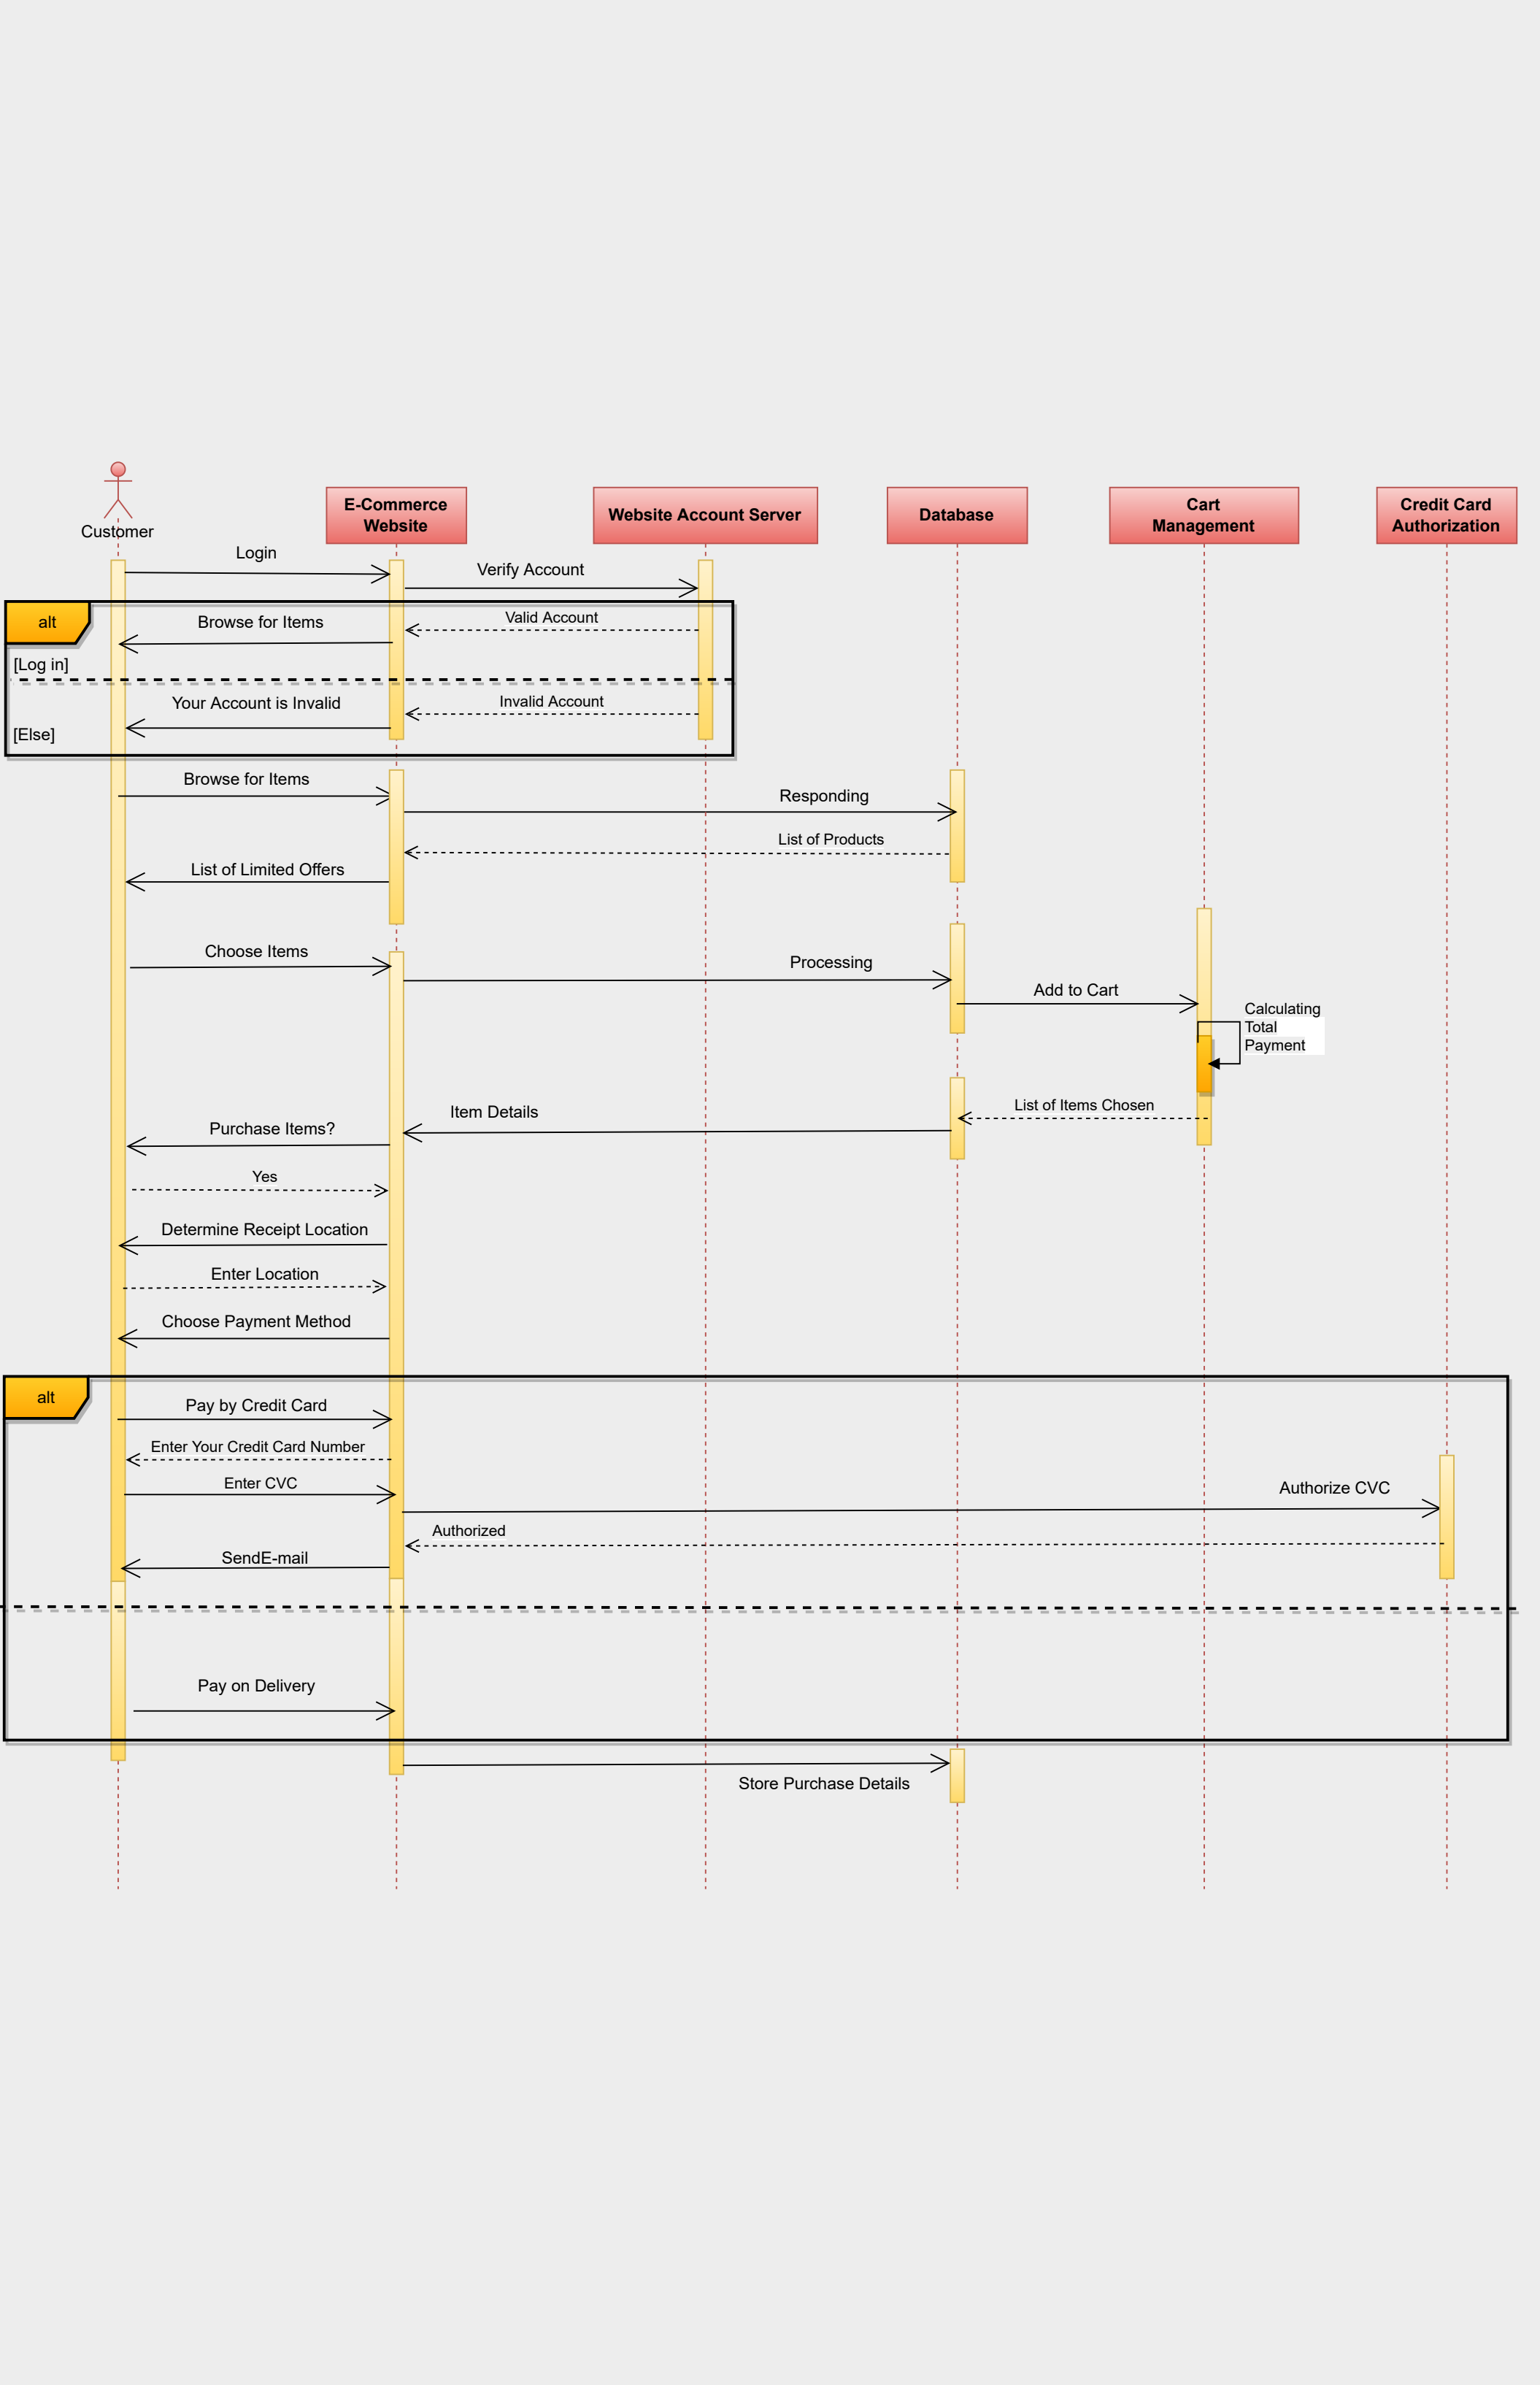 Customer
E-Commerce
Website
Website Account Server
Database
Cart
Management
Credit Card
Authorization
Login
Verify Account
alt
Browse for Items
Valid Account
[Log in]
Your Account is Invalid
Invalid Account
[Else]
Browse for Items
Responding
List of Products
List of Limited Offers
Choose Items
Processing
Add to Cart
Calculating
Total
Payment
List of Items Chosen
Item Details
Purchase Items?
Yes
Determine Receipt Location
Enter Location
Choose Payment Method
alt
Pay by Credit Card
Enter Your Credit Card Number
Enter CVC
Authorize CVC
Authorized
SendE-mail
Pay on Delivery
Store Purchase Details